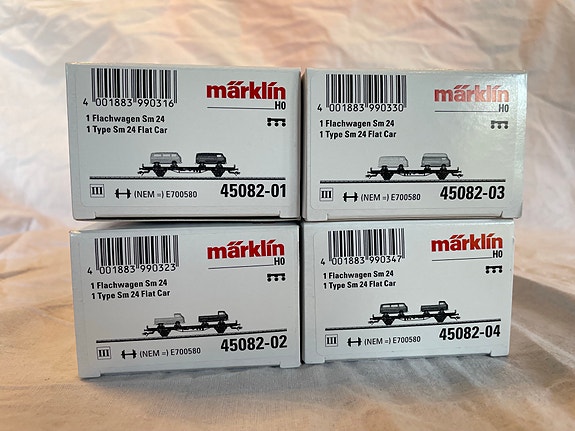 4 001883 990316
märklín
H0
1 Flachwagen Sm 24
1 Type Sm 24 Flat Car
III
(NEM =) E700580
45082-01
4 001883 990330
märklín
H0
1 Flachwagen Sm 24
1 Type Sm 24 Flat Car
III
(NEM =) E700580
45082-03
4 001883 990323
märklín
H0
1 Flachwagen Sm 24
1 Type Sm 24 Flat Car
III
(NEM =) E700580
45082-02
4 001883 990347
märklín
H0
1 Flachwagen Sm 24
1 Type Sm 24 Flat Car
III
(NEM =) E700580
45082-04